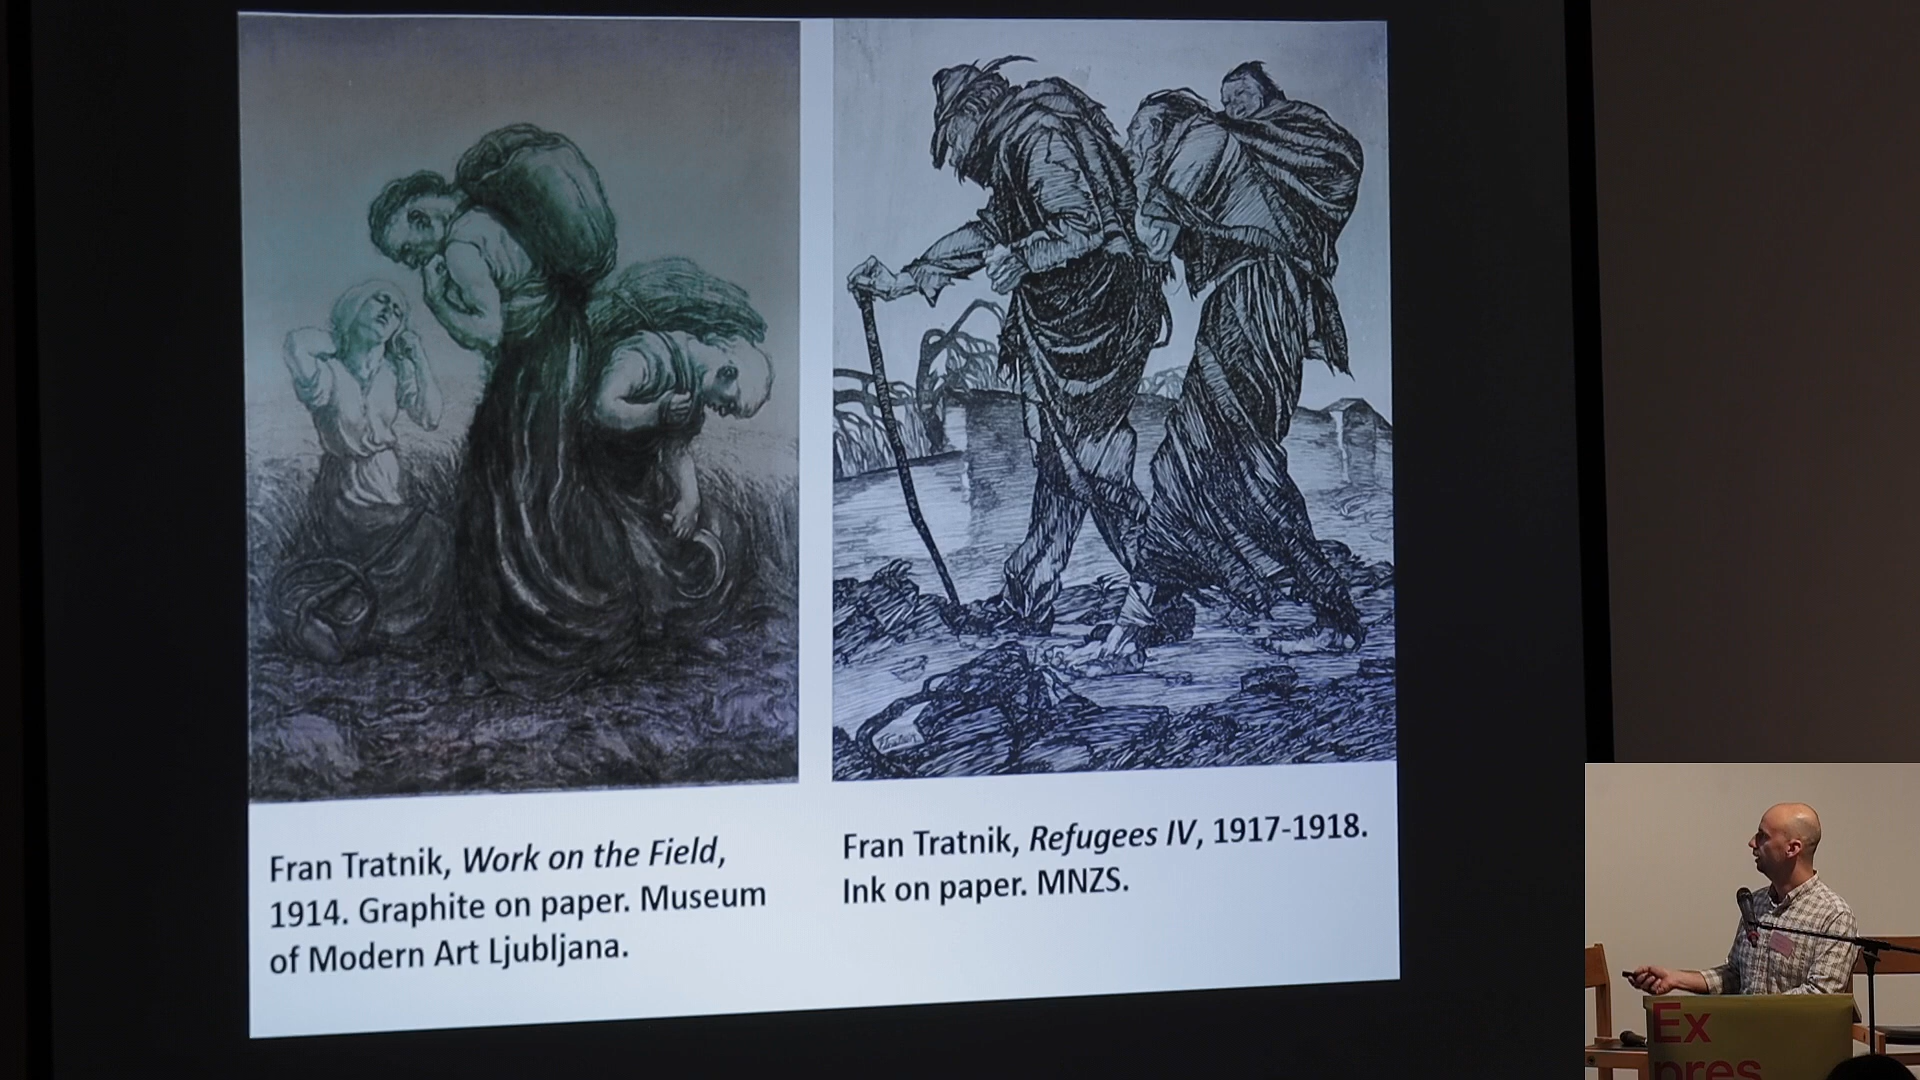 Fran Tratnik, Work on the Field,
1914. Graphite on paper. Museum
of Modern Art Ljubljana.
Fran Tratnik, Refugees IV, 1917-1918.
Ink on paper. MNZS.
Ex
pres